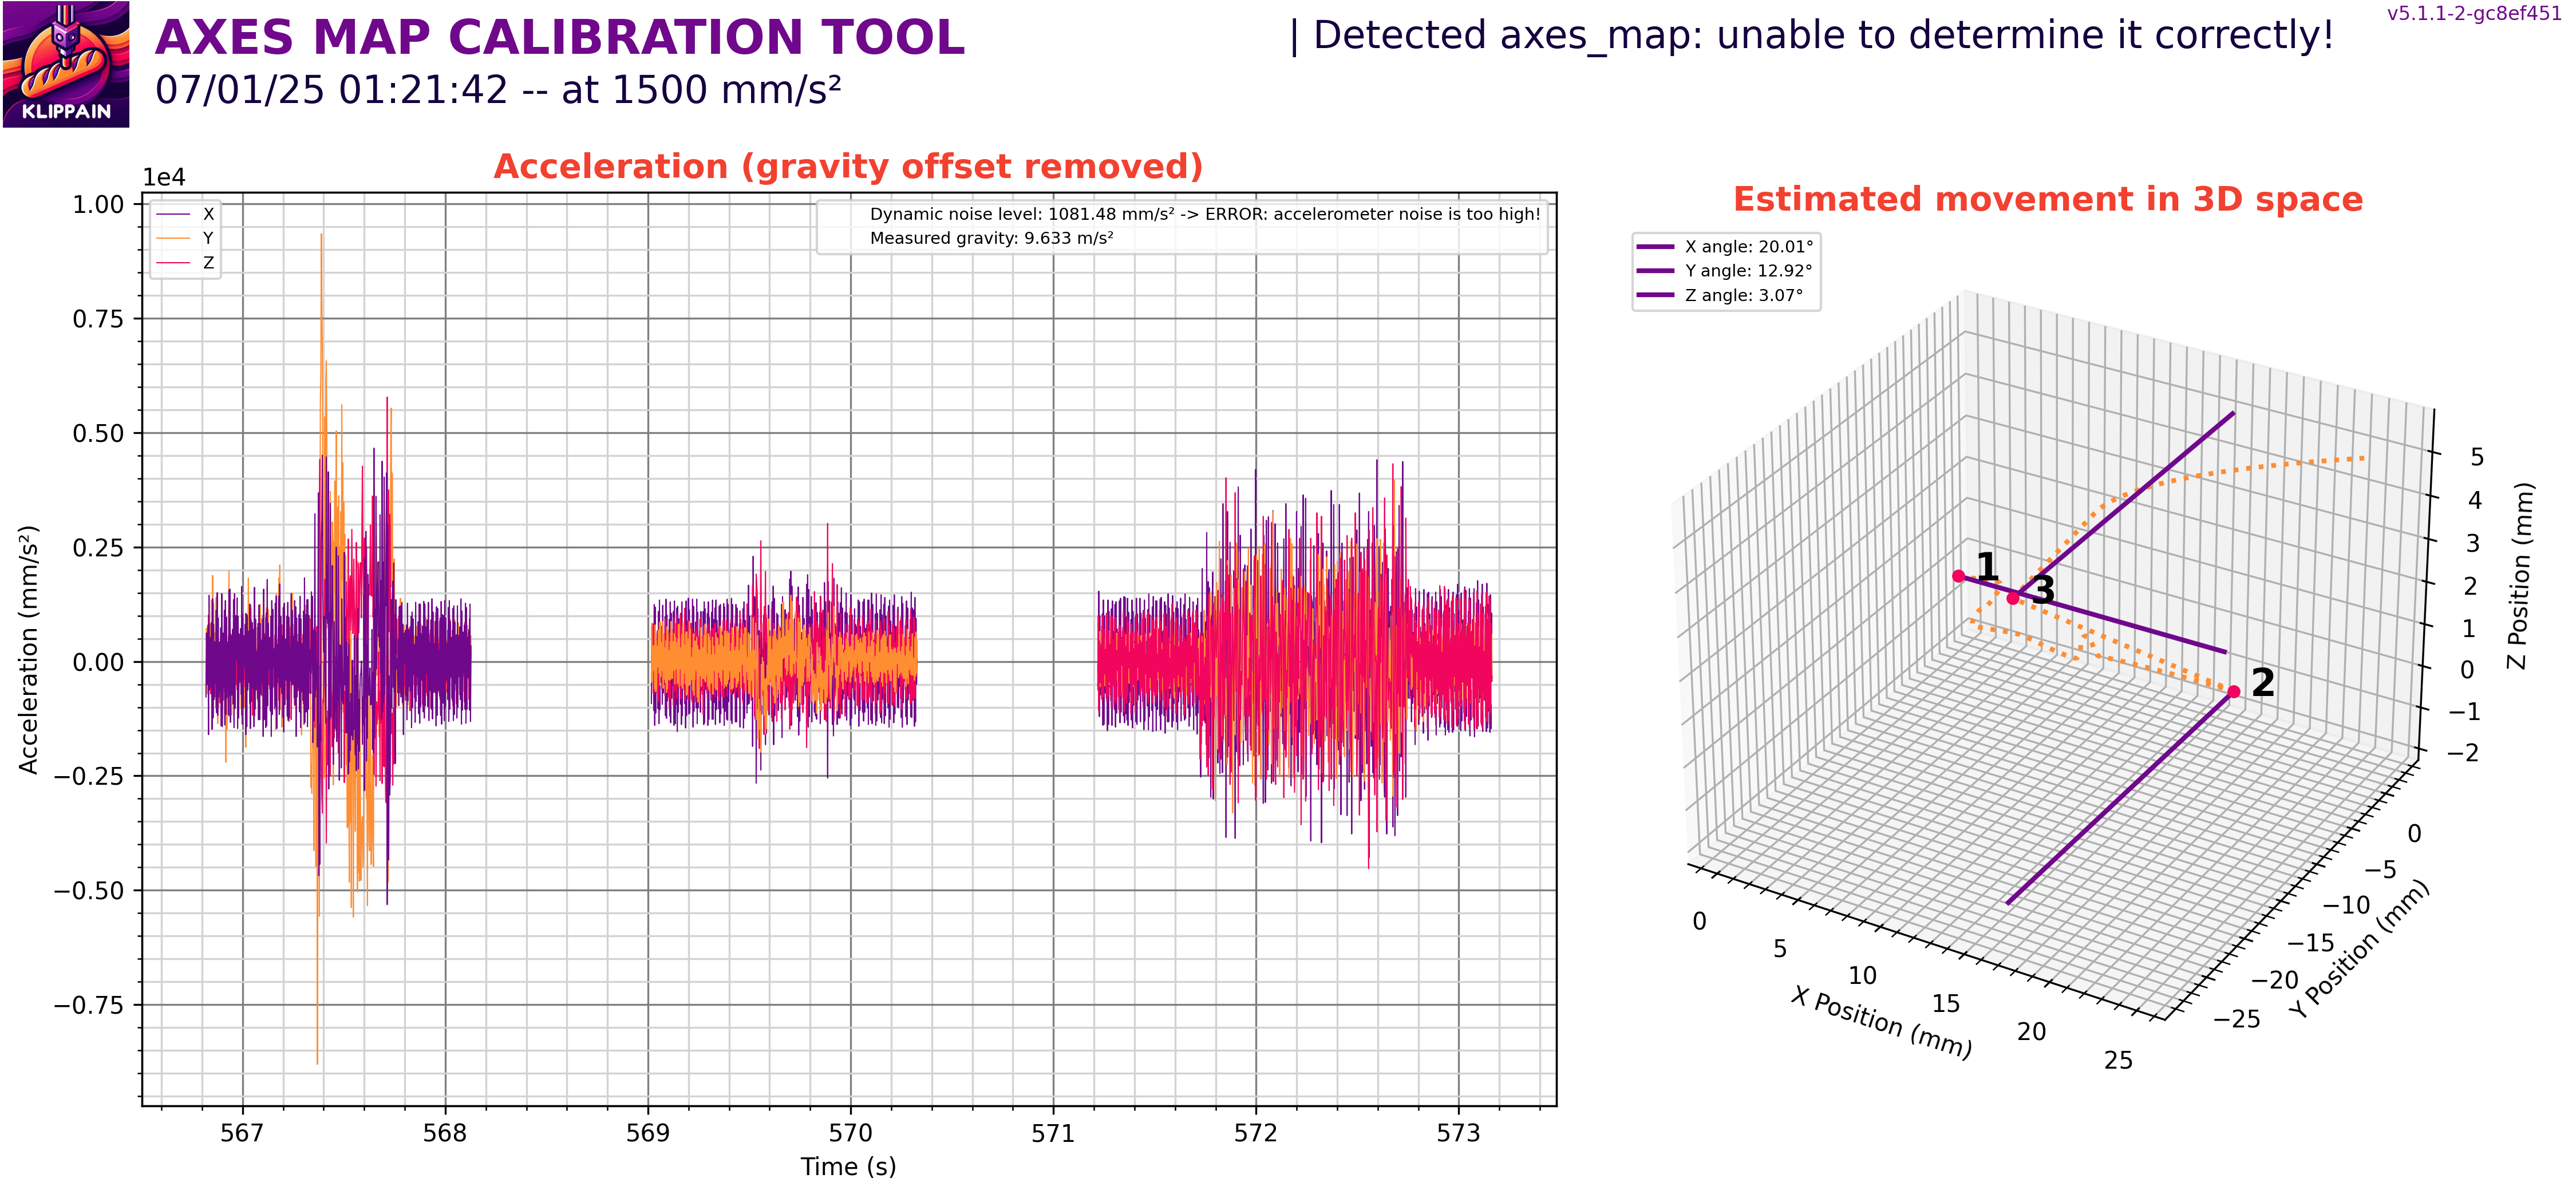 KLIPPAIN
AXES MAP CALIBRATION TOOL
07/01/25 01:21:42 -- at 1500 mm/s²
| Detected axes_map: unable to determine it correctly!
v5.1.1-2-gc8ef451
Acceleration (gravity offset removed)
1e4
X
Y
Z
Dynamic noise level: 1081.48 mm/s² -> ERROR: accelerometer noise is too high!
Measured gravity: 9.633 m/s²
Acceleration (mm/s²)
1.00
0.75
0.50
0.25
0.00
−0.25
−0.50
−0.75
567
568
569
570
571
572
573
Time (s)
Estimated movement in 3D space
X angle: 20.01°
Y angle: 12.92°
Z angle: 3.07°
1
3
2
0
5
10
15
20
25
X Position (mm)
0
−5
−10
−15
−20
−25
Y Position (mm)
5
4
3
2
1
0
−1
−2
Z Position (mm)